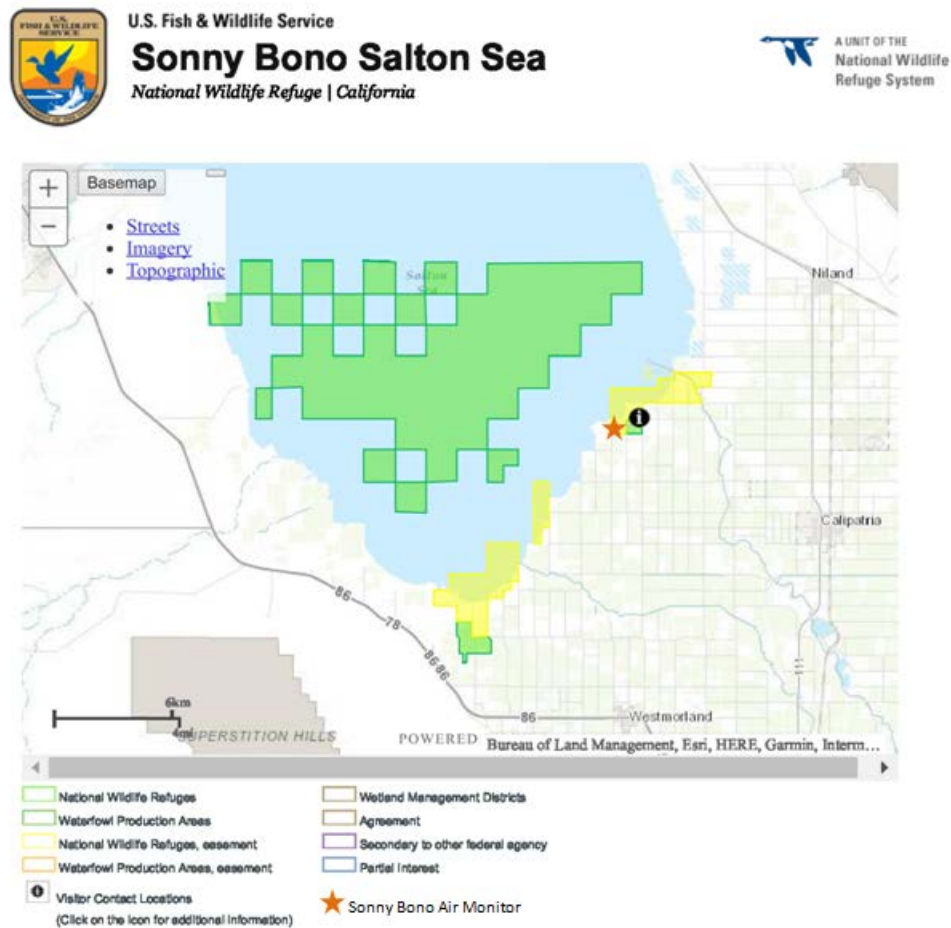 U.S.
FISH & WILDLIFE
SERVICE
U.S. Fish & Wildlife Service
Sonny Bono Salton Sea
National Wildlife Refuge | California
A UNIT OF THE
National Wildlife
Refuge System
+
−
Basemap
Streets
Imagery
Topographic
Salton
Sea
Niland
Calipatria
86
78
86
86
111
86
Westmorland
6km
4mi
SUPERSTITION HILLS
POWERED
Bureau of Land Management, Esri, HERE, Garmin, Interm...
National Wildlife Refuges
Waterfowl Production Areas
National Wildlife Refuges, easement
Waterfowl Production Areas, easement
Visitor Contact Locations
(Click on the icon for additional information)
Wetland Management Districts
Agreement
Secondary to other federal agency
Partial Interest
Sonny Bono Air Monitor